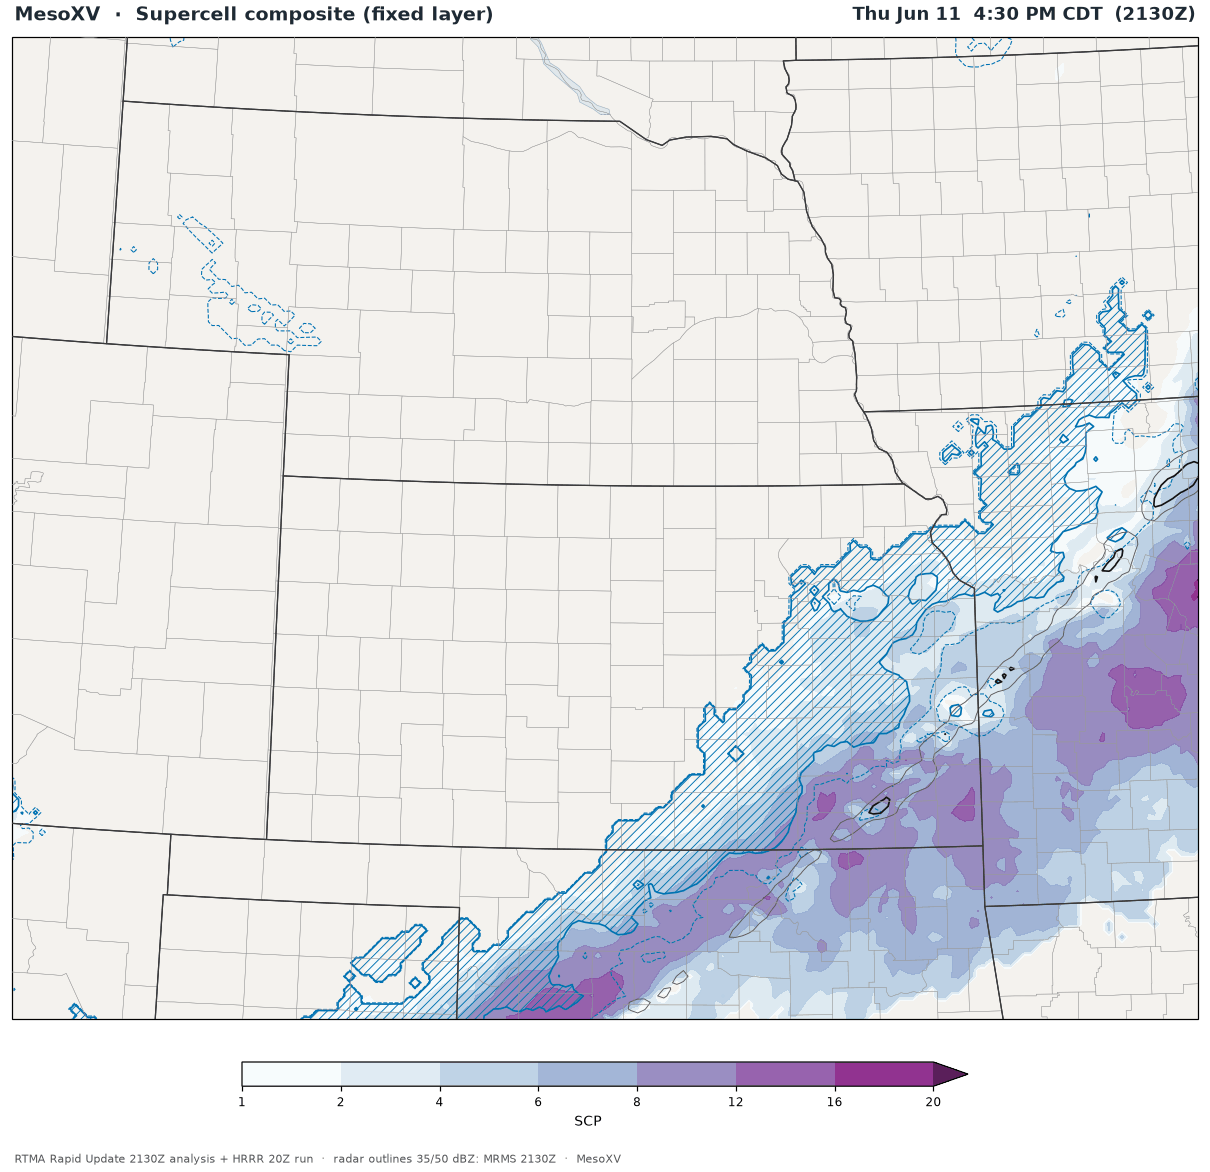 MesoXV · Supercell composite (fixed layer)
Thu Jun 11 4:30 PM CDT (2130Z)
1 2 4 6 8 12 16 20
SCP
RTMA Rapid Update 2130Z analysis + HRRR 20Z run · radar outlines 35/50 dBZ: MRMS 2130Z · MesoXV